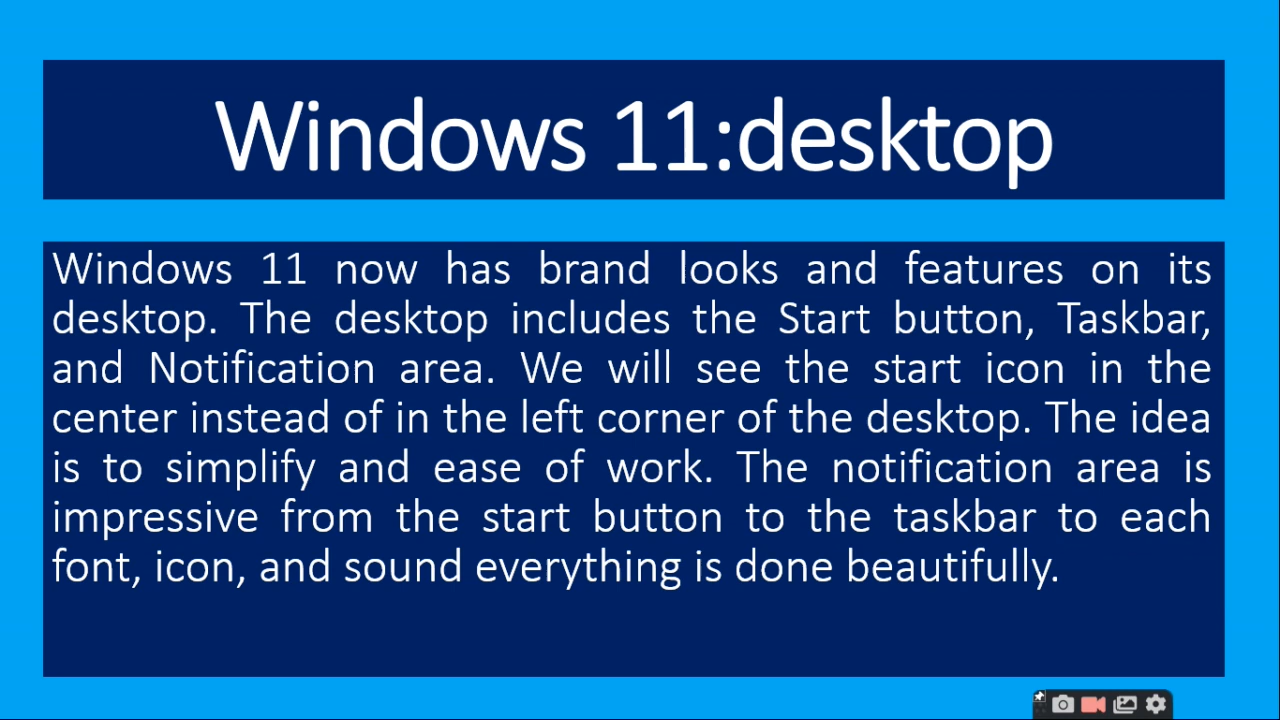 Windows 11:desktop
Windows 11 now has brand looks and features on its
desktop. The desktop includes the Start button, Taskbar,
and Notification area. We will see the start icon in the
center instead of in the left corner of the desktop. The idea
is to simplify and ease of work. The notification area is
impressive from the start button to the taskbar to each
font, icon, and sound everything is done beautifully.